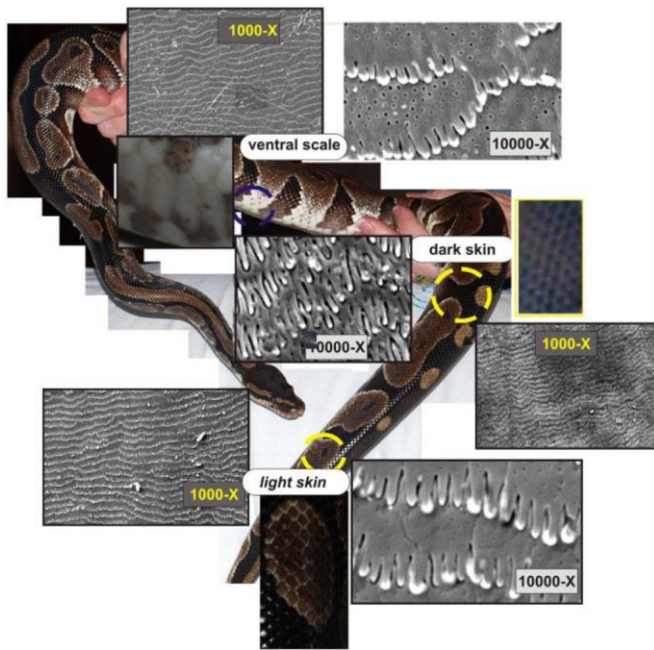 1000-X
10000-X
ventral scale
dark skin
10000-X
1000-X
1000-X
light skin
10000-X